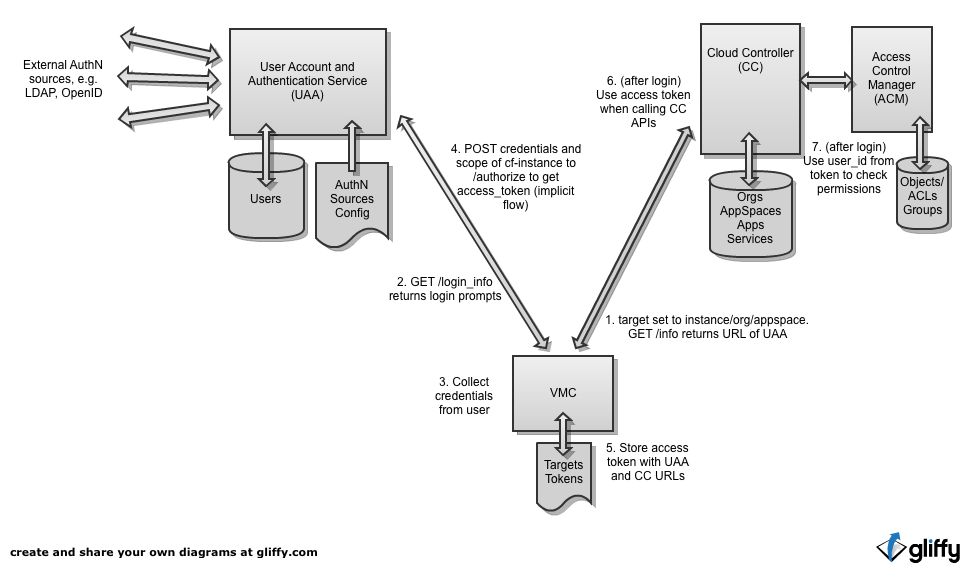 External AuthN
sources, e.g.
LDAP, OpenID
User Account and
Authentication Service
(UAA)
Users
AuthN
Sources
Config
4. POST credentials and
scope of cf-instance to
/authorize to get
access_token (implicit
flow)
2. GET /login_info
returns login prompts
6. (after login)
Use access token
when calling CC
APIs
Cloud Controller
(CC)
Access
Control
Manager
(ACM)
7. (after login)
Use user_id from
token to check
permissions
Orgs
AppSpaces
Apps
Services
Objects/
ACLs
Groups
1. target set to instance/org/appspace.
GET /info returns URL of UAA
3. Collect
credentials
from user
VMC
5. Store access
token with UAA
and CC URLs
Targets
Tokens
create and share your own diagrams at gliffy.com
gliffy